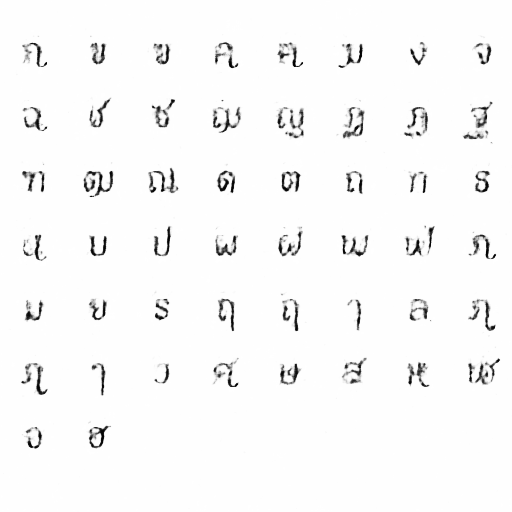 ก ข ฃ ค ฅ ฆ ง จ
ฉ ช ซ ฌ ญ ฎ ฏ ฐ
ฑ ฒ ณ ด ต ถ ท ธ
น บ ป ผ ฝ พ ฟ ภ
ม ย ร ฤ ฤ ๅ ล ฦ
ฦ ๅ ว ศ ษ ส ห ฬ
อ ฮ